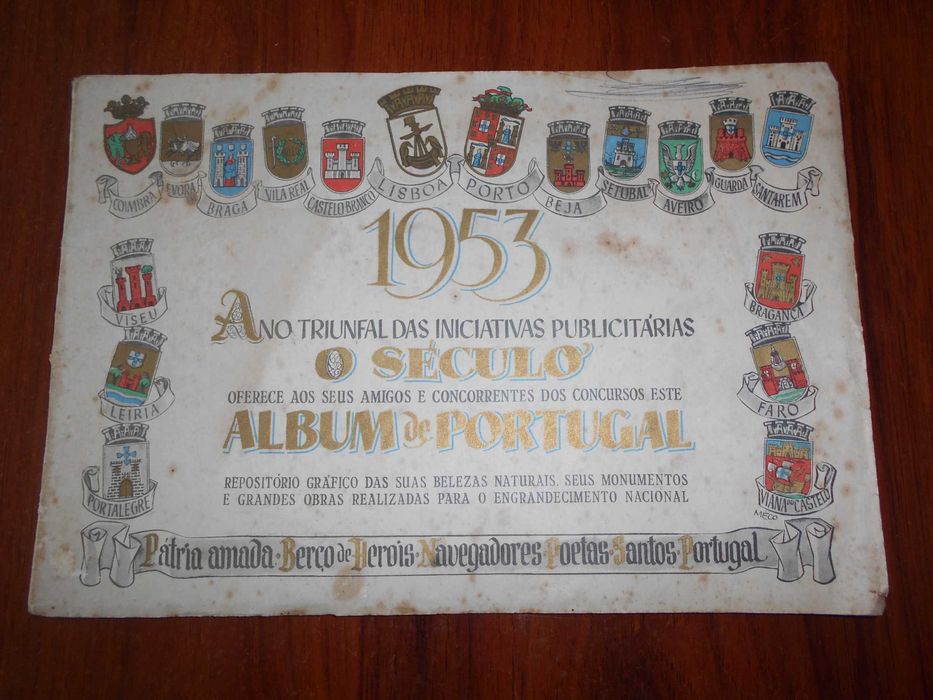 COIMBRA
EVORA
BRAGA
VILA REAL
CASTELO BRANCO
LISBOA
PORTO
BEJA
SETUBAL
AVEIRO
GUARDA
SANTAREM
1953
VISEU
BRAGANÇA
ANO TRIUNFAL DAS INICIATIVAS PUBLICITÁRIAS
O SÉCULO
LEIRIA
FARO
OFERECE AOS SEUS AMIGOS E CONCORRENTES DOS CONCURSOS ESTE
ALBUM de PORTUGAL
PORTALEGRE
VIANA DO CASTELO
REPOSITÓRIO GRÁFICO DAS SUAS BELEZAS NATURAIS. SEUS MONUMENTOS
E GRANDES OBRAS REALIZADAS PARA O ENGRANDECIMENTO NACIONAL
MECO
Pátria amada · Berço de Herois · Navegadores · Poetas · Santos · Portugal